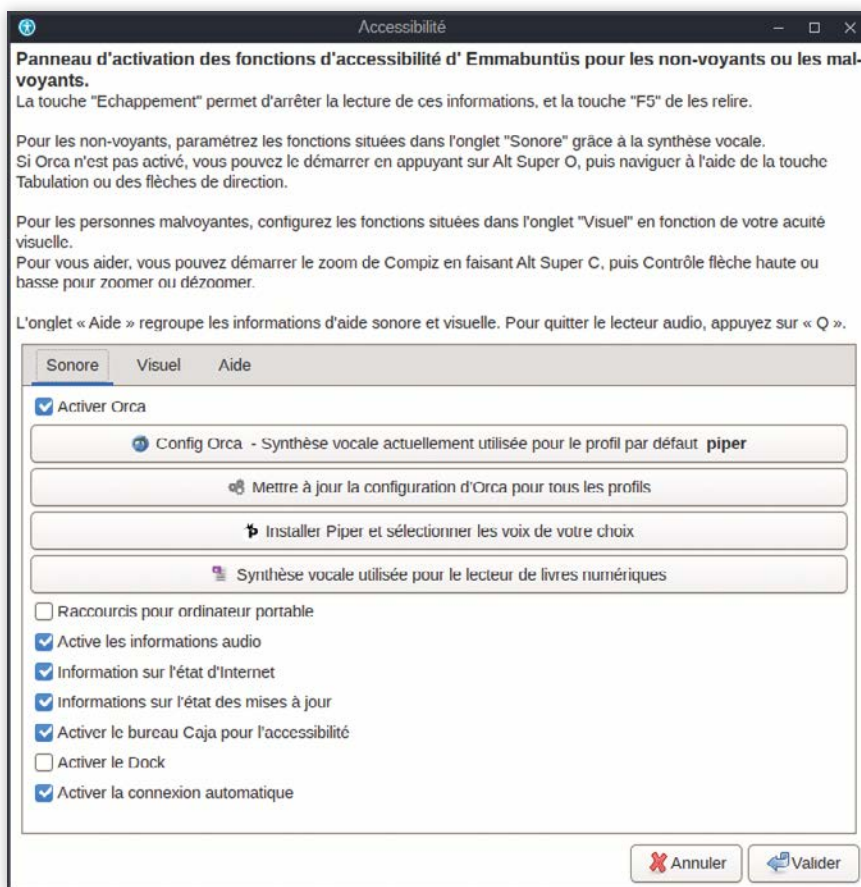 Accessibilité
Panneau d'activation des fonctions d'accessibilité d' Emmabuntüs pour les non-voyants ou les mal-
voyants.
La touche "Echappement" permet d'arrêter la lecture de ces informations, et la touche "F5" de les relire.
Pour les non-voyants, paramétrez les fonctions situées dans l'onglet "Sonore" grâce à la synthèse vocale.
Si Orca n'est pas activé, vous pouvez le démarrer en appuyant sur Alt Super O, puis naviguer à l'aide de la touche
Tabulation ou des flèches de direction.
Pour les personnes malvoyantes, configurez les fonctions situées dans l'onglet "Visuel" en fonction de votre acuité
visuelle.
Pour vous aider, vous pouvez démarrer le zoom de Compiz en faisant Alt Super C, puis Contrôle flèche haute ou
basse pour zoomer ou dézoomer.
L'onglet « Aide » regroupe les informations d'aide sonore et visuelle. Pour quitter le lecteur audio, appuyez sur « Q ».
Sonore Visuel Aide
Activer Orca
Config Orca - Synthèse vocale actuellement utilisée pour le profil par défaut piper
Mettre à jour la configuration d'Orca pour tous les profils
Installer Piper et sélectionner les voix de votre choix
Synthèse vocale utilisée pour le lecteur de livres numériques
Raccourcis pour ordinateur portable
Active les informations audio
Information sur l'état d'Internet
Informations sur l'état des mises à jour
Activer le bureau Caja pour l'accessibilité
Activer le Dock
Activer la connexion automatique
Annuler Valider